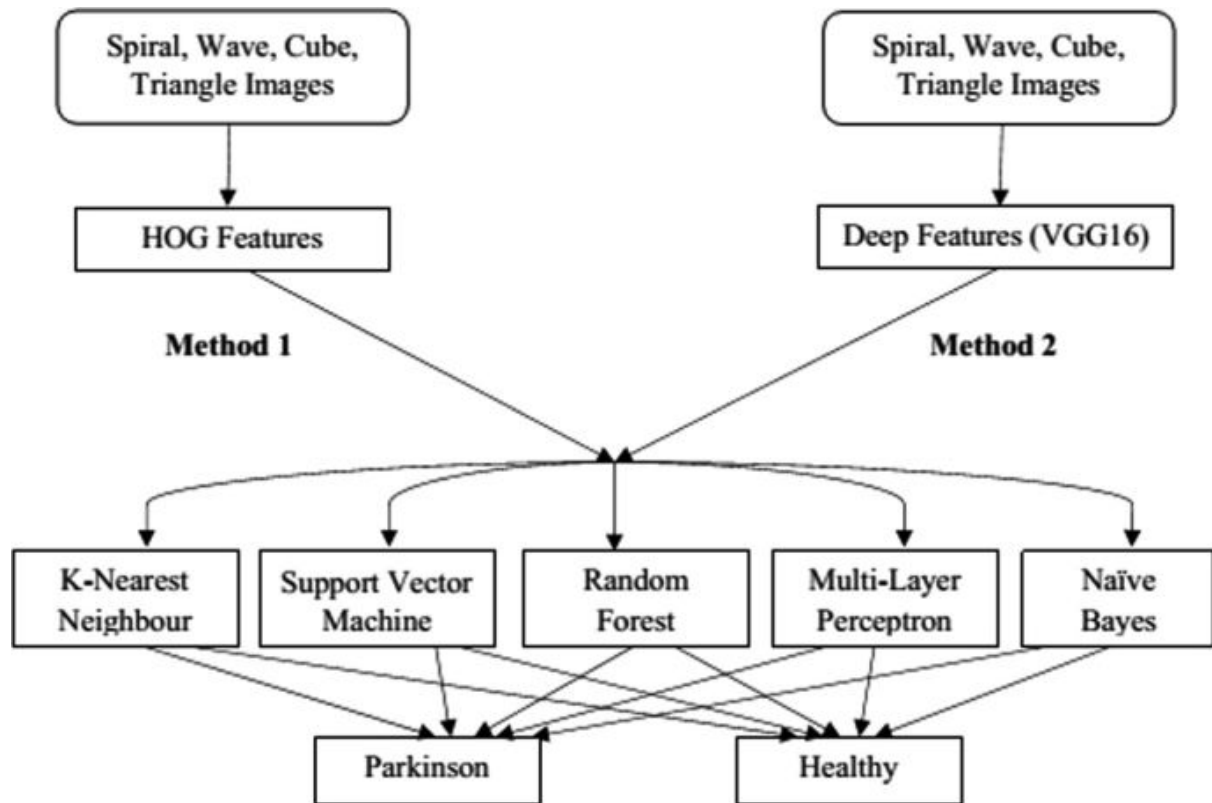 Spiral, Wave, Cube,
Triangle Images
Spiral, Wave, Cube,
Triangle Images
HOG Features
Deep Features (VGG16)
Method 1
Method 2
K-Nearest
Neighbour
Support Vector
Machine
Random
Forest
Multi-Layer
Perceptron
Naïve
Bayes
Parkinson
Healthy